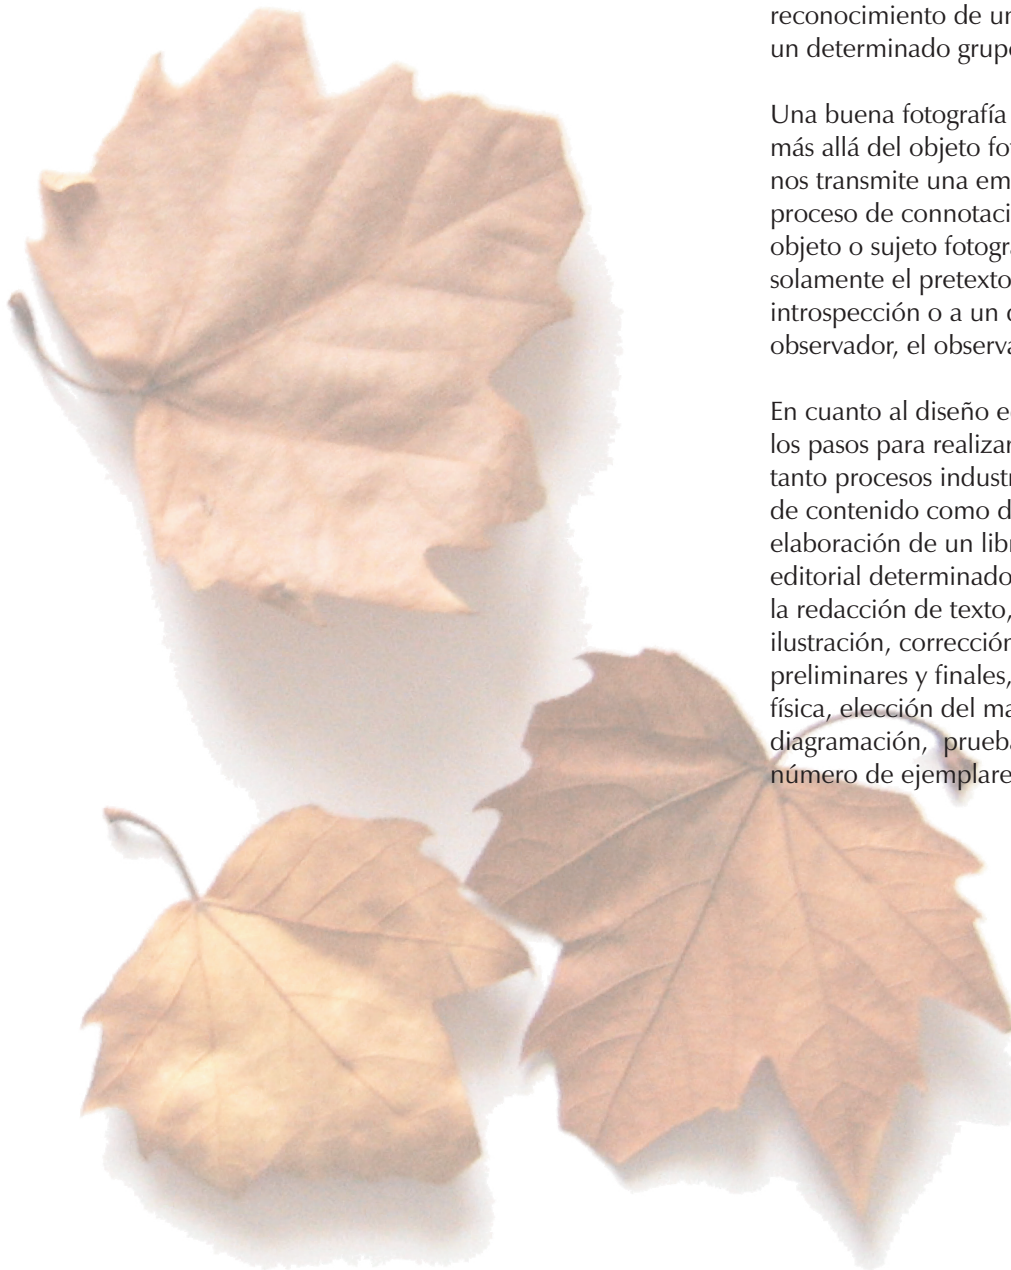 reconocimiento de un
un determinado grupo
Una buena fotografía
más allá del objeto fo
nos transmite una em
proceso de connotaci
objeto o sujeto fotogra
solamente el pretexto
introspección o a un
observador, el observa
En cuanto al diseño e
los pasos para realizar
tanto procesos industr
de contenido como d
elaboración de un libr
editorial determinado
la redacción de texto,
ilustración, corrección
preliminares y finales,
física, elección del ma
diagramación, prueba
número de ejemplare